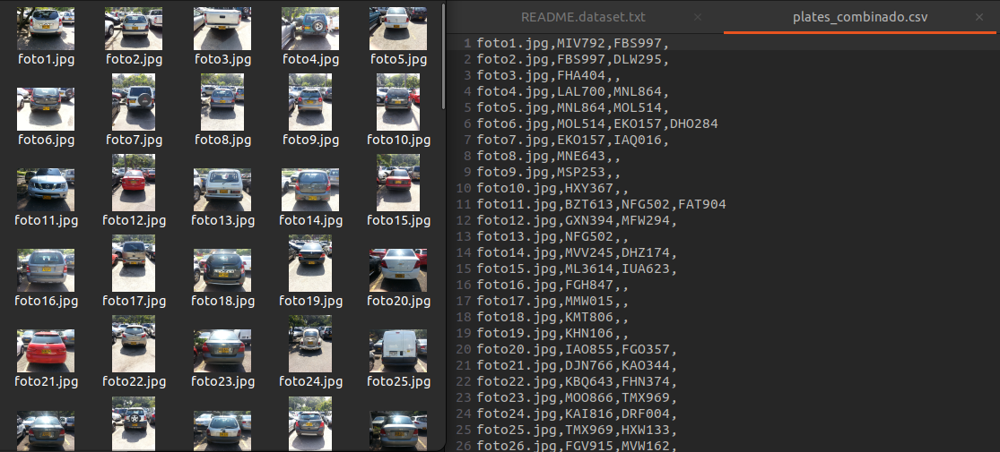 foto1.jpg foto2.jpg foto3.jpg foto4.jpg foto5.jpg
foto6.jpg foto7.jpg foto8.jpg foto9.jpg foto10.jpg
foto11.jpg foto12.jpg foto13.jpg foto14.jpg foto15.jpg
foto16.jpg foto17.jpg foto18.jpg foto19.jpg foto20.jpg
foto21.jpg foto22.jpg foto23.jpg foto24.jpg foto25.jpg
README.dataset.txt × plates_combinado.csv ×
1 foto1.jpg,MIV792,FBS997,
2 foto2.jpg,FBS997,DLW295,
3 foto3.jpg,FHA404,,
4 foto4.jpg,LAL700,MNL864,
5 foto5.jpg,MNL864,MOL514,
6 foto6.jpg,MOL514,EKO157,DHO284
7 foto7.jpg,EKO157,IAQ016,
8 foto8.jpg,MNE643,,
9 foto9.jpg,MSP253,,
10 foto10.jpg,HXY367,,
11 foto11.jpg,BZT613,NFG502,FAT904
12 foto12.jpg,GXN394,MFW294,
13 foto13.jpg,NFG502,,
14 foto14.jpg,MVV245,DHZ174,
15 foto15.jpg,ML3614,IUA623,
16 foto16.jpg,FGH847,,
17 foto17.jpg,MMW015,,
18 foto18.jpg,KMT806,,
19 foto19.jpg,KHN106,,
20 foto20.jpg,IAO855,FGO357,
21 foto21.jpg,DJN766,KAO344,
22 foto22.jpg,KBQ643,FHN374,
23 foto23.jpg,MOO866,TMX969,
24 foto24.jpg,KAI816,DRF004,
25 foto25.jpg,TMX969,HXW133,
26 foto26.jpg,FGV915,MVW162,